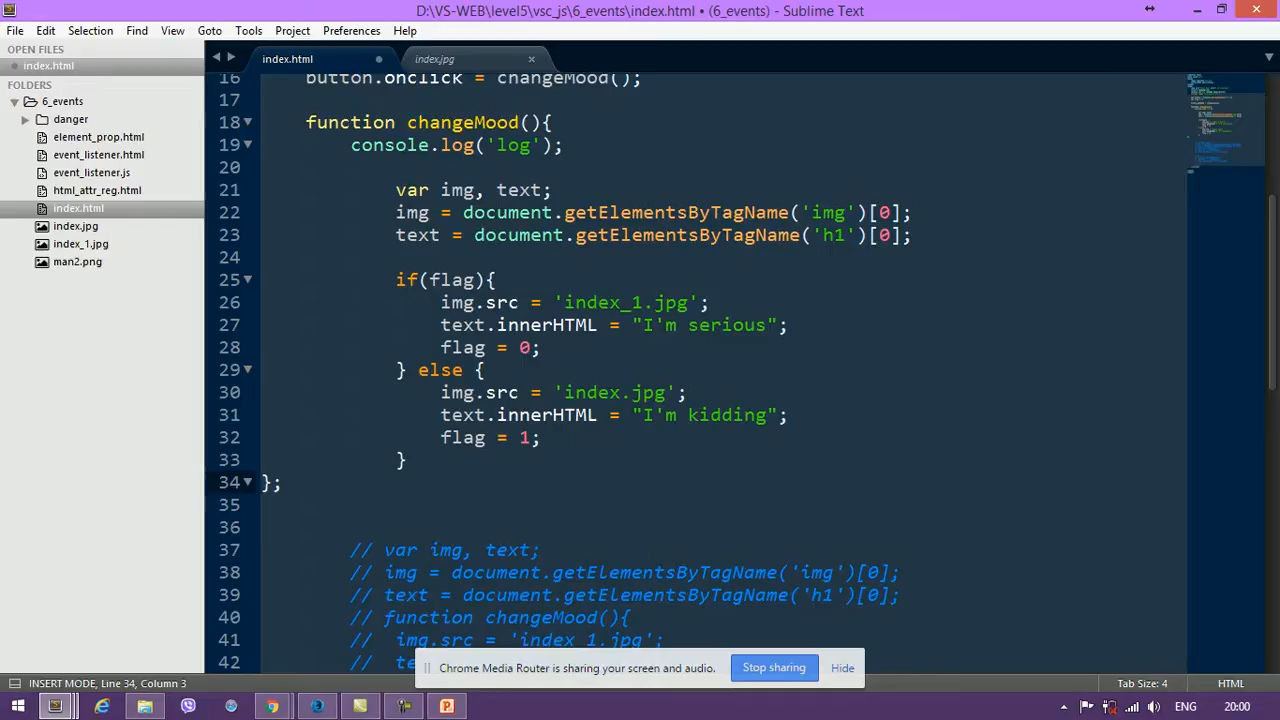 D:\VS-WEB\level5\vsc_js\6_events\index.html • (6_events) - Sublime Text
File Edit Selection Find View Goto Tools Project Preferences Help
OPEN FILES
index.html
FOLDERS
6_events
danger
element_prop.html
event_listener.html
event_listener.js
html_attr_reg.html
index.html
index.jpg
index_1.jpg
man2.png
index.html
index.jpg
16 button.onclick = changeMood();
17
18 function changeMood(){
19 console.log('log');
20
21 var img, text;
22 img = document.getElementsByTagName('img')[0];
23 text = document.getElementsByTagName('h1')[0];
24
25 if(flag){
26 img.src = 'index_1.jpg';
27 text.innerHTML = "I'm serious";
28 flag = 0;
29 } else {
30 img.src = 'index.jpg';
31 text.innerHTML = "I'm kidding";
32 flag = 1;
33 }
34 };
35
36
37 // var img, text;
38 // img = document.getElementsByTagName('img')[0];
39 // text = document.getElementsByTagName('h1')[0];
40 // function changeMood(){
41 // img.src = 'index_1.jpg';
42 // te
Chrome Media Router is sharing your screen and audio. Stop sharing Hide
INSERT MODE, Line 34, Column 3 Tab Size: 4 HTML
ENG 20:00